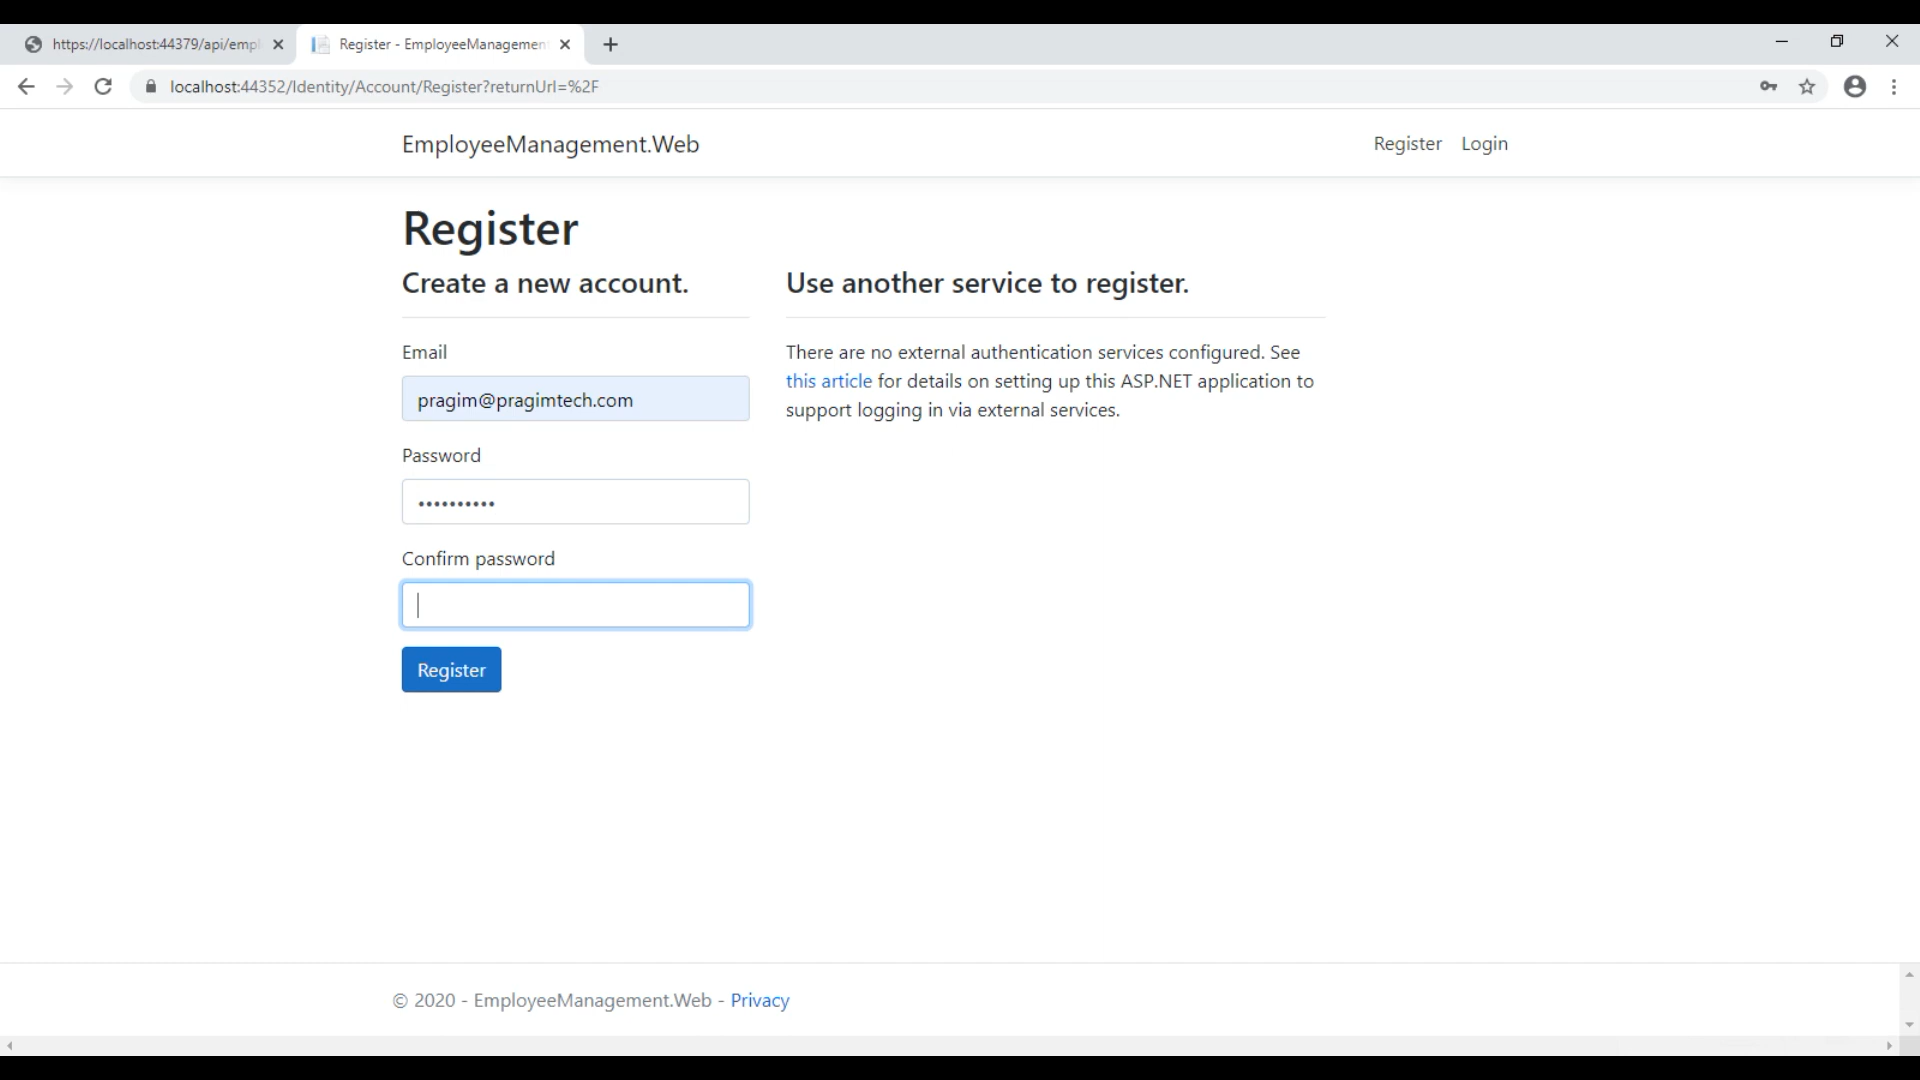 https://localhost:44379/api/empl
Register - EmployeeManagement
localhost:44352/Identity/Account/Register?returnUrl=%2F
EmployeeManagement.Web
Register
Login
Register
Create a new account.
Use another service to register.
Email
There are no external authentication services configured. See
this article for details on setting up this ASP.NET application to
support logging in via external services.
pragim@pragimtech.com
Password
••••••••••
Confirm password
Register
© 2020 - EmployeeManagement.Web - Privacy